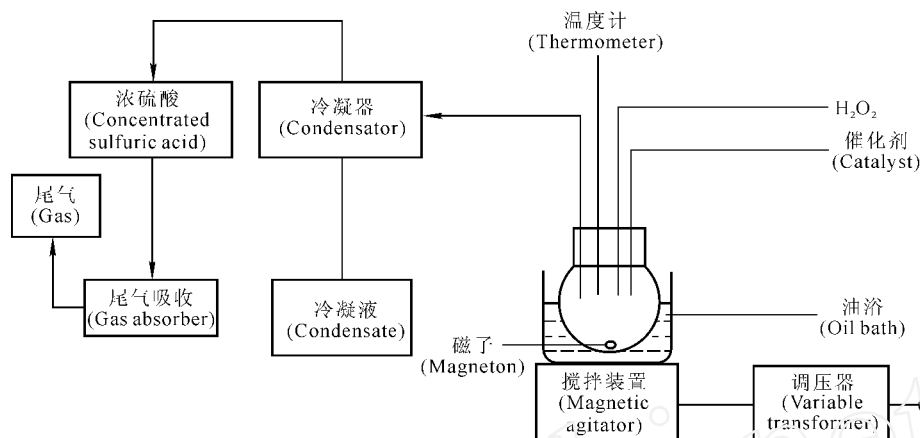 温度计
(Thermometer)
浓硫酸
(Concentrated
sulfuric acid)
冷凝器
(Condensator)
H₂O₂
催化剂
(Catalyst)
尾气
(Gas)
尾气吸收
(Gas absorber)
冷凝液
(Condensate)
油浴
(Oil bath)
磁子
(Magneton)
搅拌装置
(Magnetic
agitator)
调压器
(Variable
transformer)